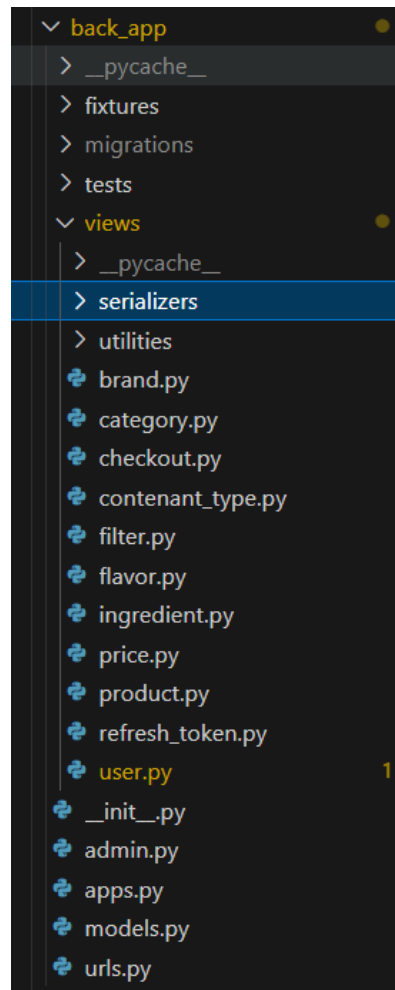 back_app
__pycache__
fixtures
migrations
tests
views
__pycache__
serializers
utilities
brand.py
category.py
checkout.py
contenant_type.py
filter.py
flavor.py
ingredient.py
price.py
product.py
refresh_token.py
user.py 1
__init__.py
admin.py
apps.py
models.py
urls.py